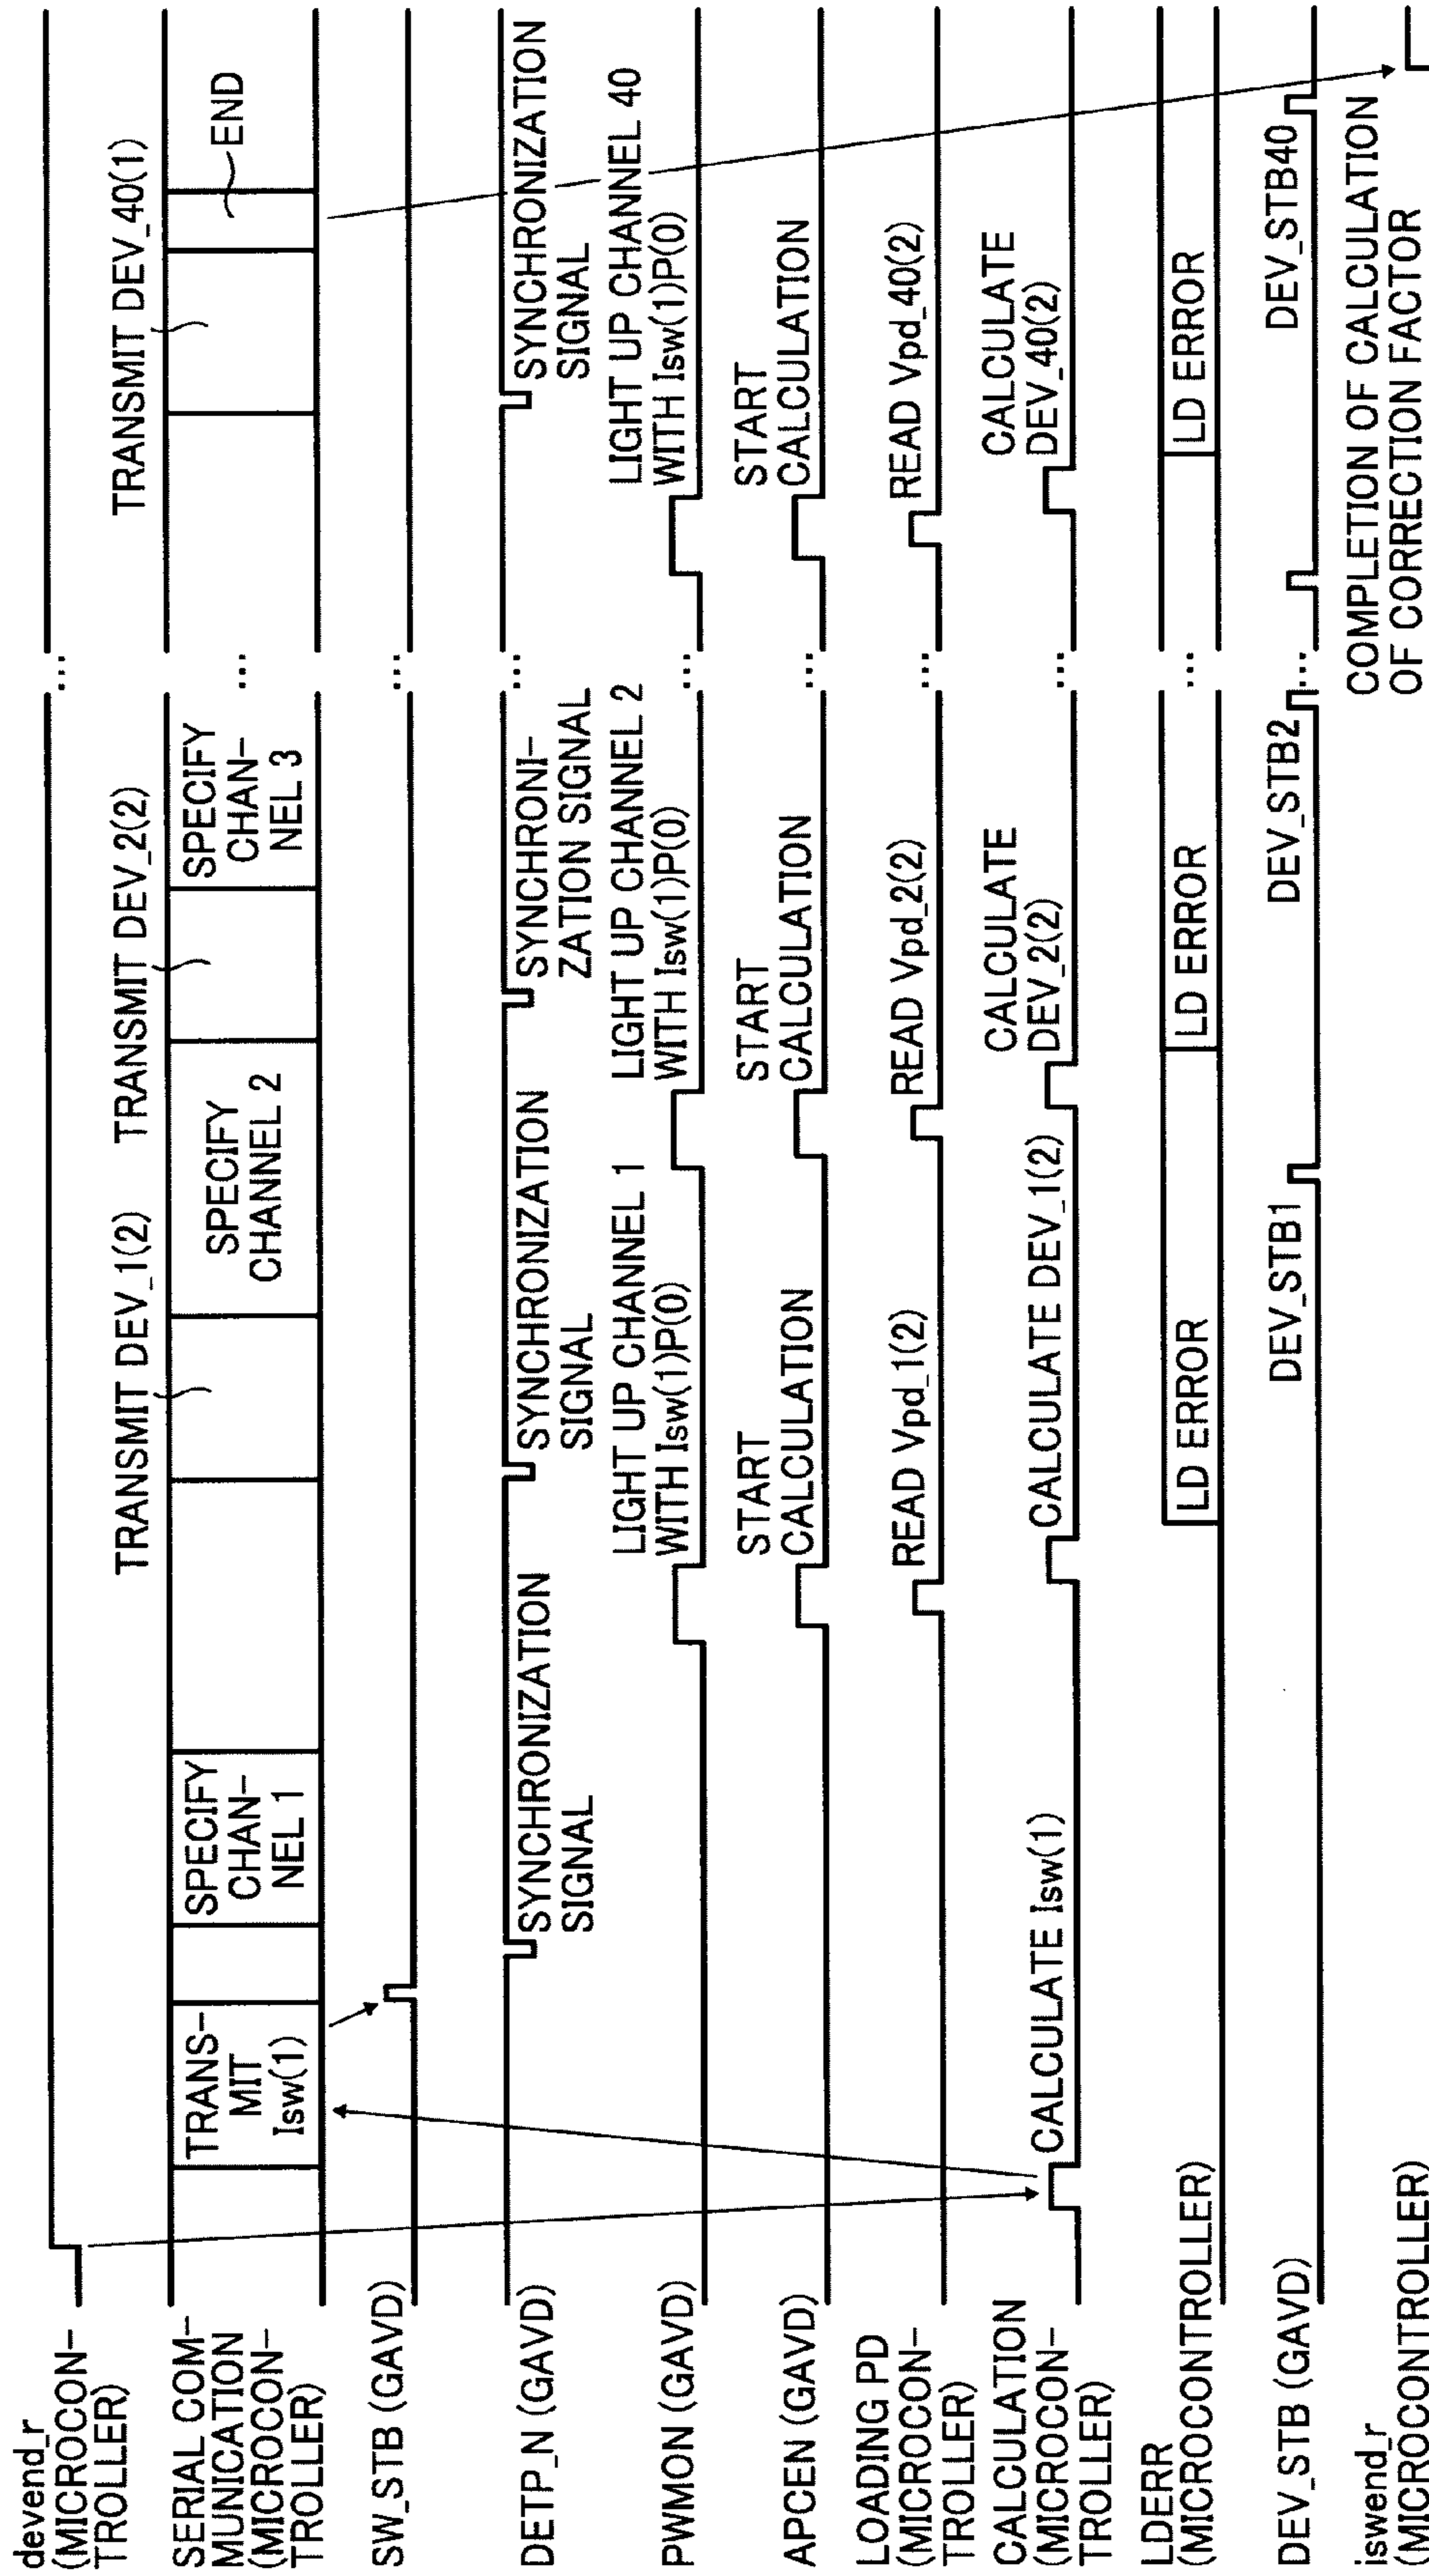 devend_r
(MICROCON-
TROLLER)
SERIAL COM-
MUNICATION
(MICROCON-
TROLLER)
TRANS-
MIT
Isw(1)
SPECIFY
CHAN-
NEL 1
TRANSMIT DEV_1(2)
SPECIFY
CHANNEL 2
TRANSMIT DEV_2(2)
SPECIFY
CHAN-
NEL 3
...
...
TRANSMIT DEV_40(1)
END
SW_STB (GAVD)
...
DETP_N (GAVD)
SYNCHRONIZATION
SIGNAL
SYNCHRONIZATION
SIGNAL
SYNCHRONI-
ZATION SIGNAL
...
SYNCHRONIZATION
SIGNAL
PWMON (GAVD)
LIGHT UP CHANNEL 1
WITH Isw(1)P(0)
LIGHT UP CHANNEL 2
WITH Isw(1)P(0)
...
LIGHT UP CHANNEL 40
WITH Isw(1)P(0)
APCEN (GAVD)
START
CALCULATION
START
CALCULATION
...
START
CALCULATION
LOADING PD
(MICROCON-
TROLLER)
READ Vpd_1(2)
READ Vpd_2(2)
...
READ Vpd_40(2)
CALCULATION
(MICROCON-
TROLLER)
CALCULATE Isw(1)
CALCULATE DEV_1(2)
CALCULATE
DEV_2(2)
...
CALCULATE
DEV_40(2)
LDERR
(MICROCONTROLLER)
LD ERROR
LD ERROR
...
LD ERROR
DEV_STB (GAVD)
DEV_STB1
DEV_STB2
...
DEV_STB40
iswend_r
(MICROCONTROLLER)
COMPLETION OF CALCULATION
OF CORRECTION FACTOR